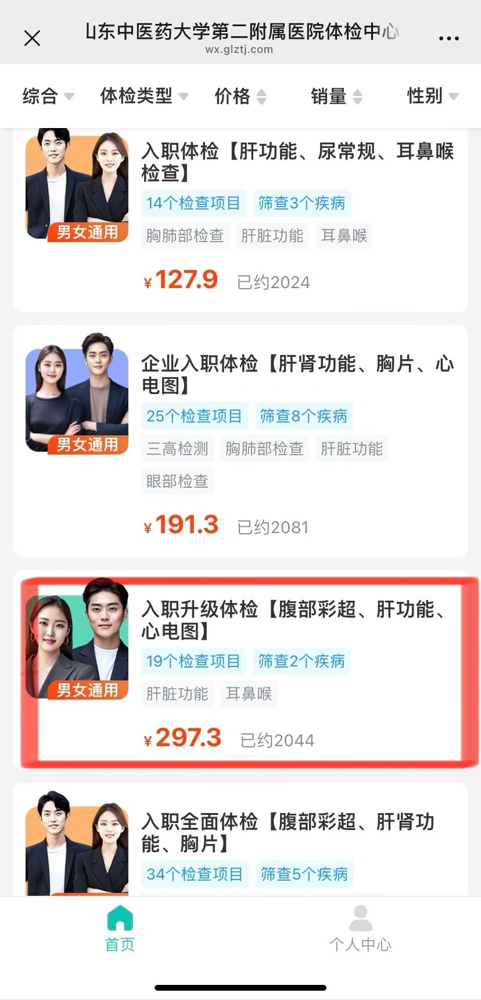 山东中医药大学第二附属医院体检中心
wx.glztj.com
综合 体检类型 价格 销量 性别
入职体检【肝功能、尿常规、耳鼻喉
检查】
14个检查项目 筛查3个疾病
男女通用
胸肺部检查 肝脏功能 耳鼻喉
¥127.9 已约2024
企业入职体检【肝肾功能、胸片、心
电图】
25个检查项目 筛查8个疾病
男女通用
三高检测 胸肺部检查 肝脏功能
眼部检查
¥191.3 已约2081
入职升级体检【腹部彩超、肝功能、
心电图】
19个检查项目 筛查2个疾病
男女通用
肝脏功能 耳鼻喉
¥297.3 已约2044
入职全面体检【腹部彩超、肝肾功
能、胸片】
34个检查项目 筛查5个疾病
首页 个人中心